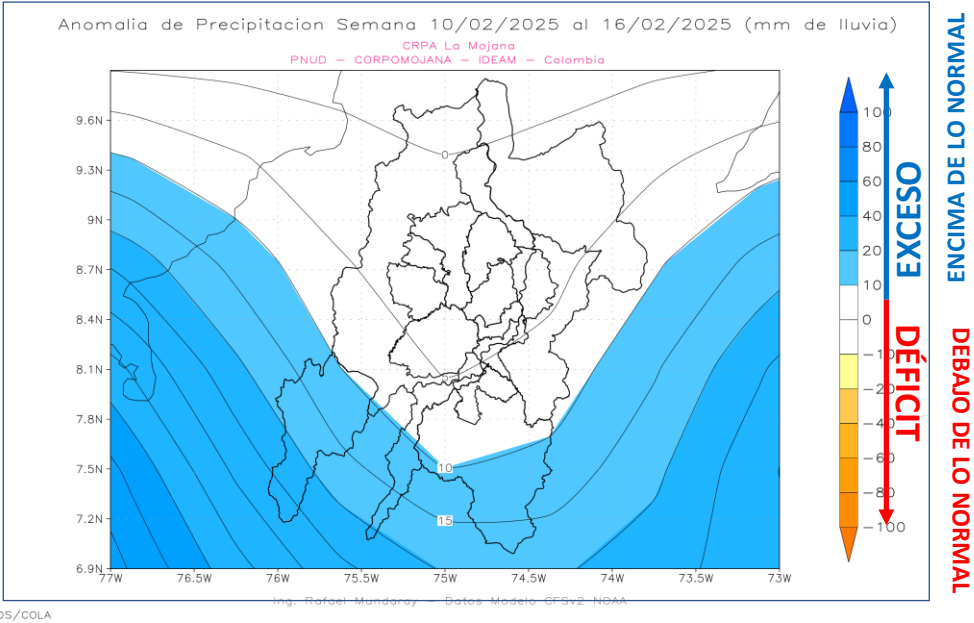 Anomalia de Precipitacion Semana 10/02/2025 al 16/02/2025 (mm de lluvia)
CRPA La Mojana
PNUD – CORPOMOJANA – IDEAM – Colombia
9.6N
9.3N
9N
8.7N
8.4N
8.1N
7.8N
7.5N
7.2N
6.9N
77W
76.5W
76W
75.5W
75W
74.5W
74W
73.5W
73W
0
10
15
100
80
60
40
20
10
0
−10
−20
−40
−60
−80
−100
EXCESO
DÉFICIT
ENCIMA DE LO NORMAL
DEBAJO DE LO NORMAL
Ing. Rafael Mundaray – Datos Modelo CFSv2 NOAA
DS/COLA